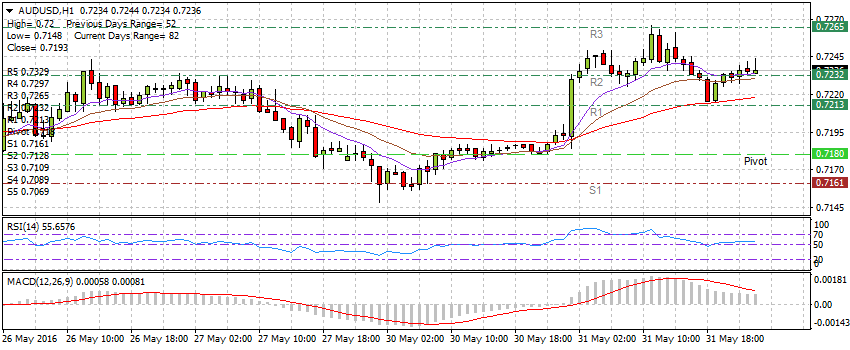 AUDUSD,H1 0.7234 0.7244 0.7234 0.7236
High= 0.72 Previous Days Range= 52
Low= 0.7148 Current Days Range= 82
Close= 0.7193
R5 0.7329
R4 0.7297
R3 0.7265
R2
R1
S1 0.7161
S2 0.7128
S3 0.7109
S4 0.7089
S5 0.7069
R3
R2
R1
Pivot
S1
0.7270
0.7265
0.7245
0.7232
0.7220
0.7213
0.7195
0.7180
0.7170
0.7161
0.7145
RSI(14) 55.6576
100
70
50
20
0
MACD(12,26,9) 0.00058 0.00081
0.00181
0.00
-0.00143
26 May 2016
26 May 10:00
26 May 18:00
27 May 02:00
27 May 10:00
27 May 18:00
30 May 02:00
30 May 10:00
30 May 18:00
31 May 02:00
31 May 10:00
31 May 18:00